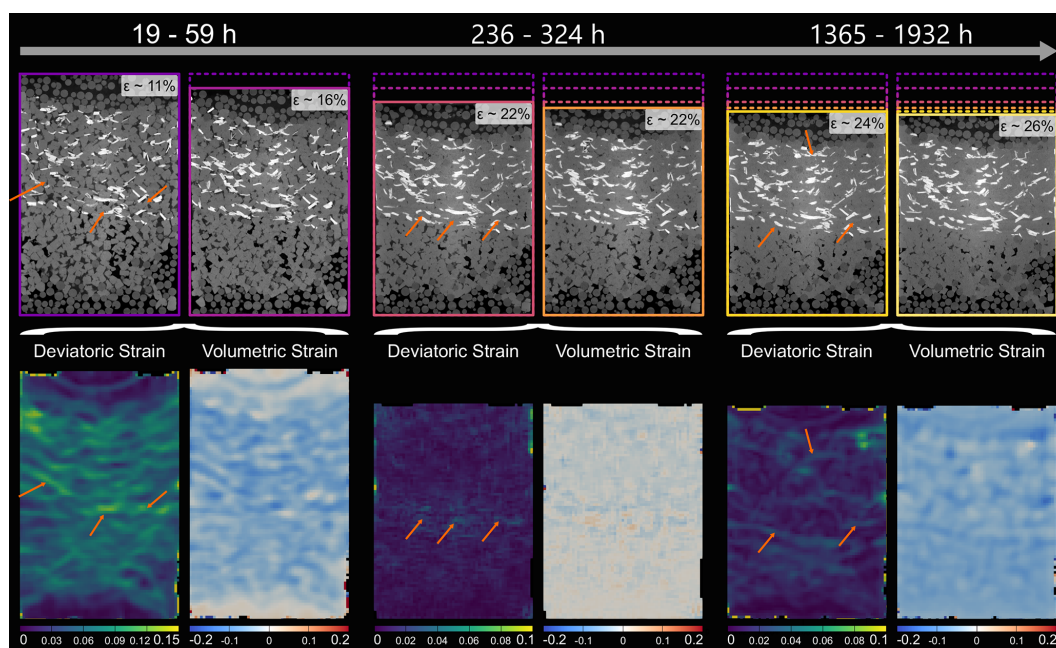 19 - 59 h
236 - 324 h
1365 - 1932 h
ε ~ 11%
ε ~ 16%
ε ~ 22%
ε ~ 22%
ε ~ 24%
ε ~ 26%
Deviatoric Strain
Volumetric Strain
Deviatoric Strain
Volumetric Strain
Deviatoric Strain
Volumetric Strain
0 0.03 0.06 0.09 0.12 0.15
-0.2 -0.1 0 0.1 0.2
0 0.02 0.04 0.06 0.08 0.1
-0.2 -0.1 0 0.1 0.2
0 0.02 0.04 0.06 0.08 0.1
-0.2 -0.1 0 0.1 0.2